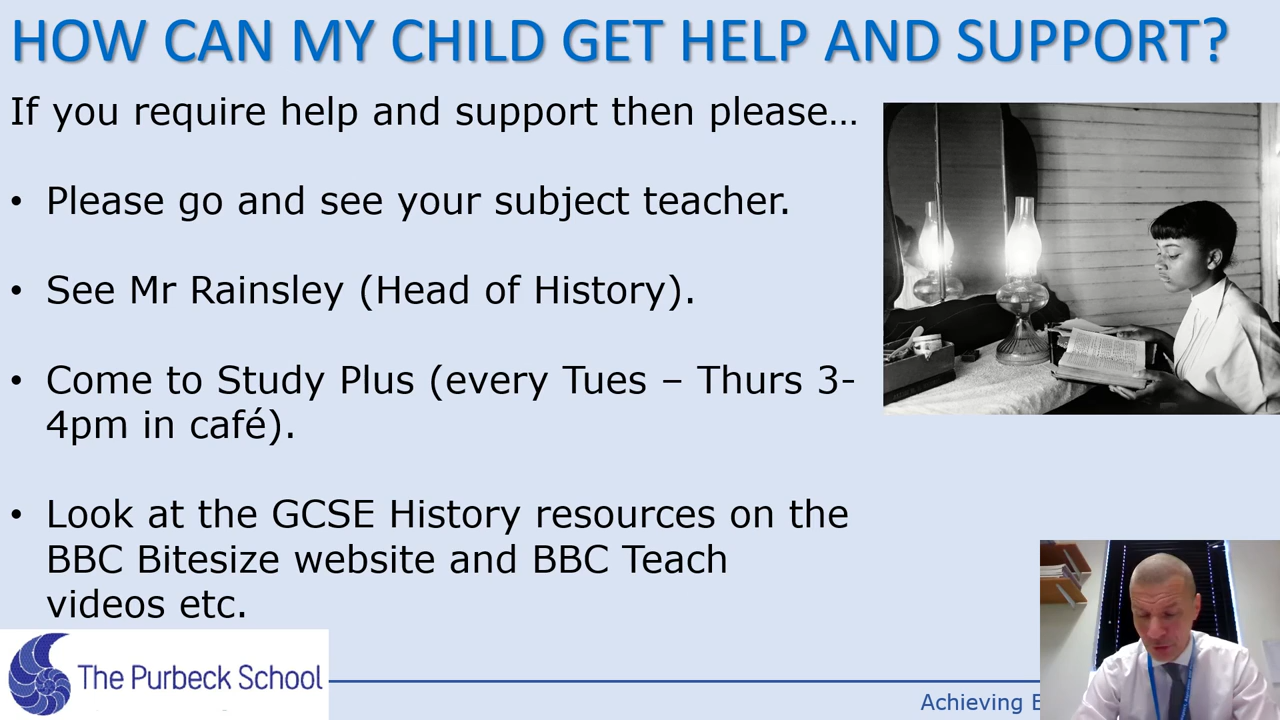 HOW CAN MY CHILD GET HELP AND SUPPORT?
If you require help and support then please…
• Please go and see your subject teacher.
• See Mr Rainsley (Head of History).
• Come to Study Plus (every Tues – Thurs 3-
4pm in café).
• Look at the GCSE History resources on the
BBC Bitesize website and BBC Teach
videos etc.
The Purbeck School
Achieving